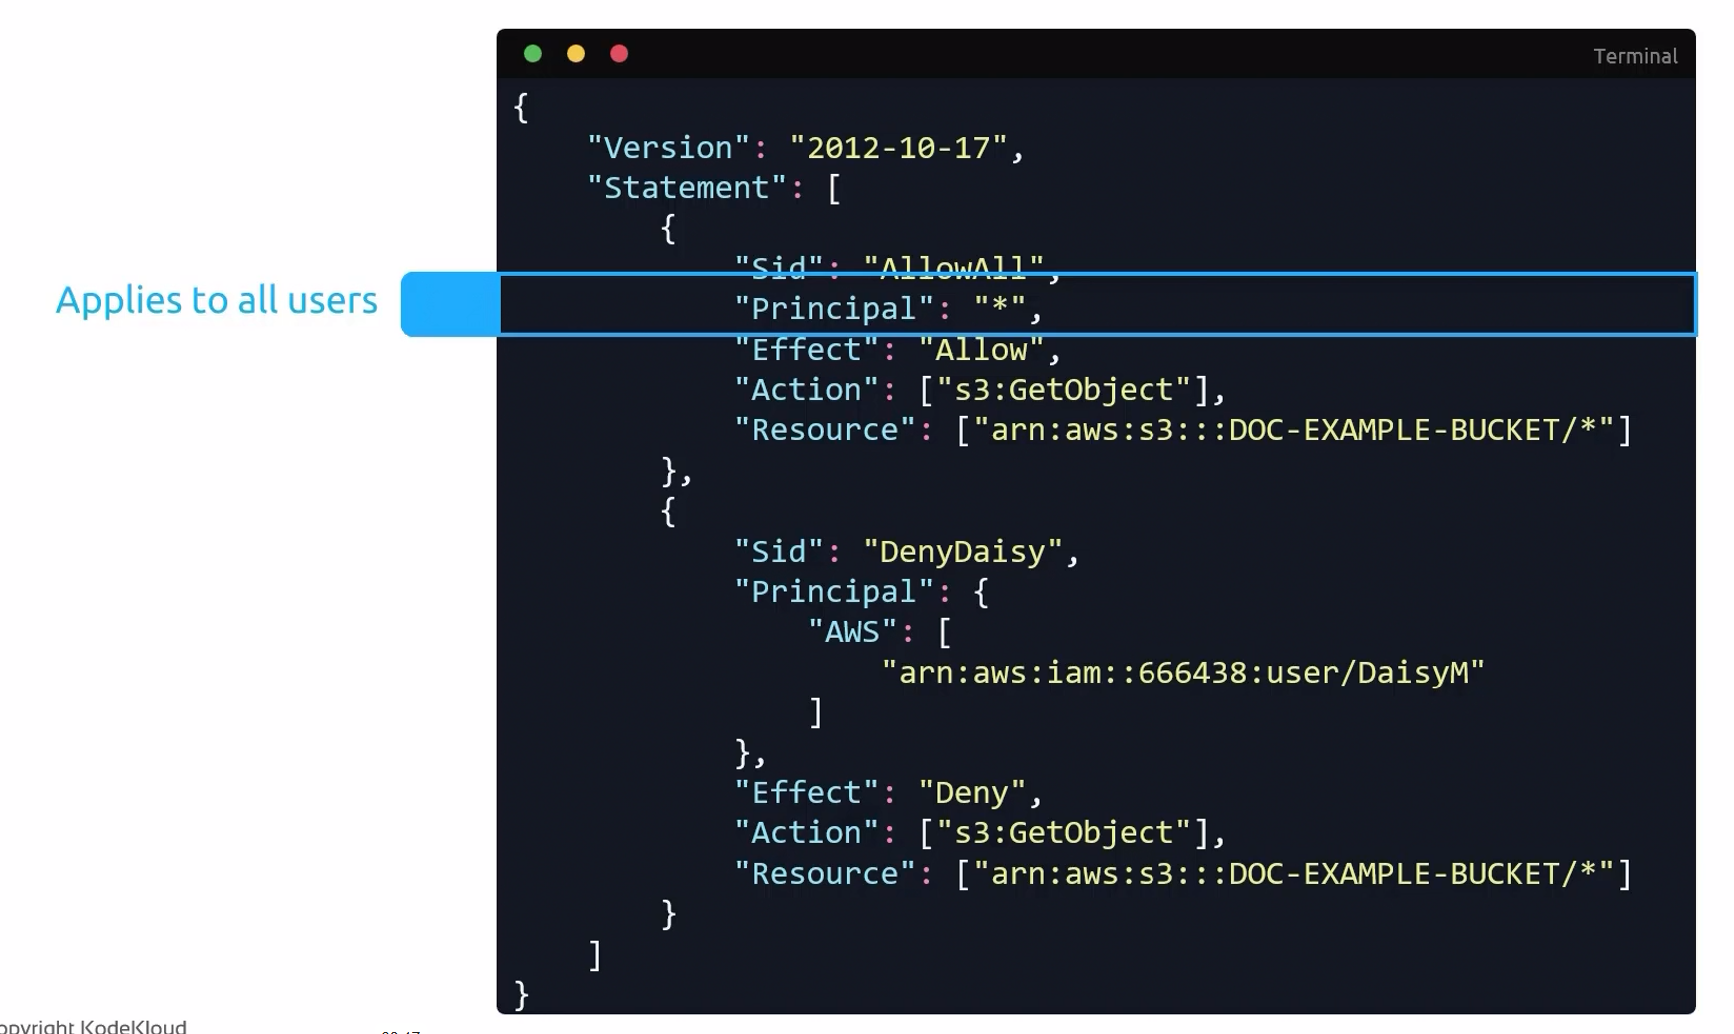 Terminal
{
"Version": "2012-10-17",
"Statement": [
{
"Sid": "AllowAll",
Applies to all users
"Principal": "*",
"Effect": "Allow",
"Action": ["s3:GetObject"],
"Resource": ["arn:aws:s3:::DOC-EXAMPLE-BUCKET/*"]
},
{
"Sid": "DenyDaisy",
"Principal": {
"AWS": [
"arn:aws:iam::666438:user/DaisyM"
]
},
"Effect": "Deny",
"Action": ["s3:GetObject"],
"Resource": ["arn:aws:s3:::DOC-EXAMPLE-BUCKET/*"]
}
]
}
opyright KodeKloud